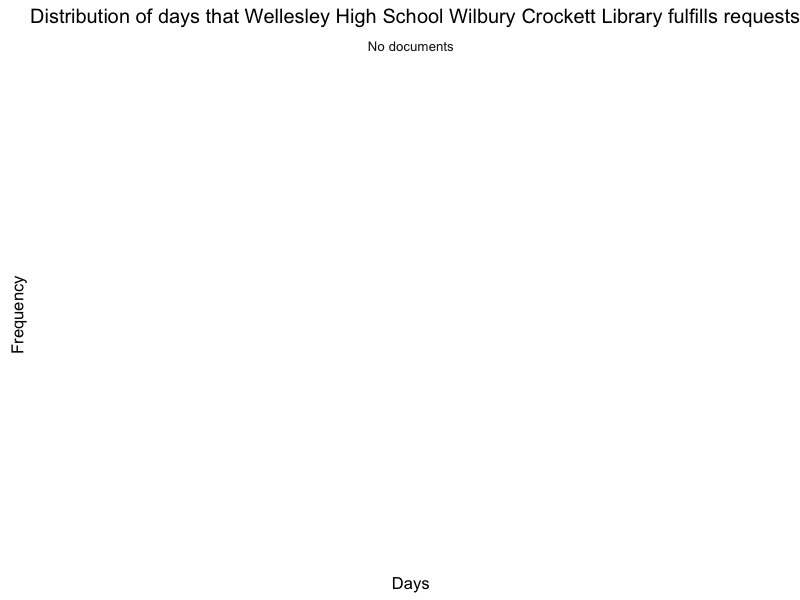 Distribution of days that Wellesley High School Wilbury Crockett Library fulfills requests
No documents
Frequency
Days